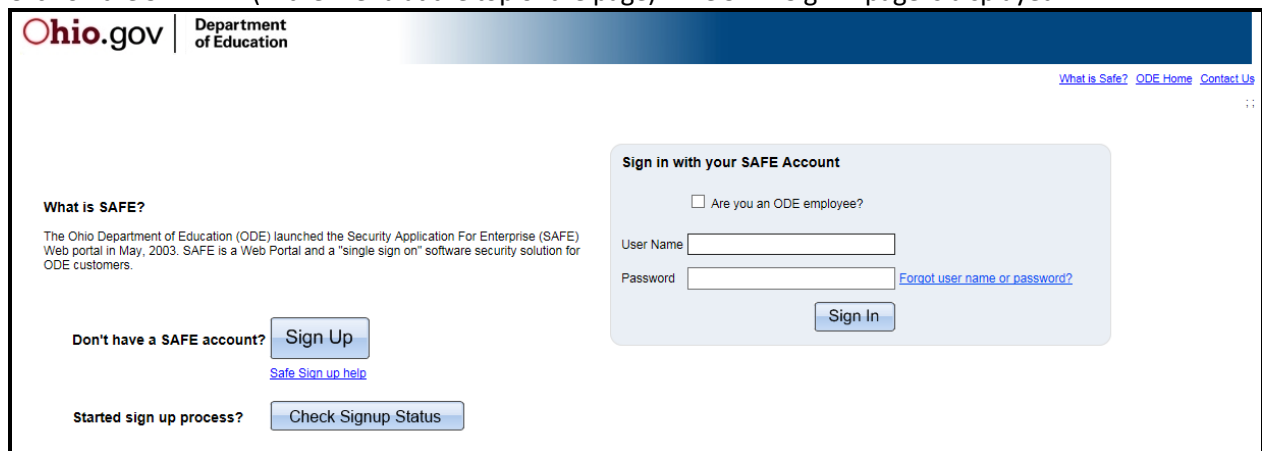 Ohio.gov Department of Education
What is Safe? ODE Home Contact Us
; ;
Sign in with your SAFE Account
Are you an ODE employee?
What is SAFE?
The Ohio Department of Education (ODE) launched the Security Application For Enterprise (SAFE)
Web portal in May, 2003. SAFE is a Web Portal and a "single sign on" software security solution for
ODE customers.
User Name
Password Forgot user name or password?
Sign In
Don't have a SAFE account? Sign Up
Safe Sign up help
Started sign up process? Check Signup Status